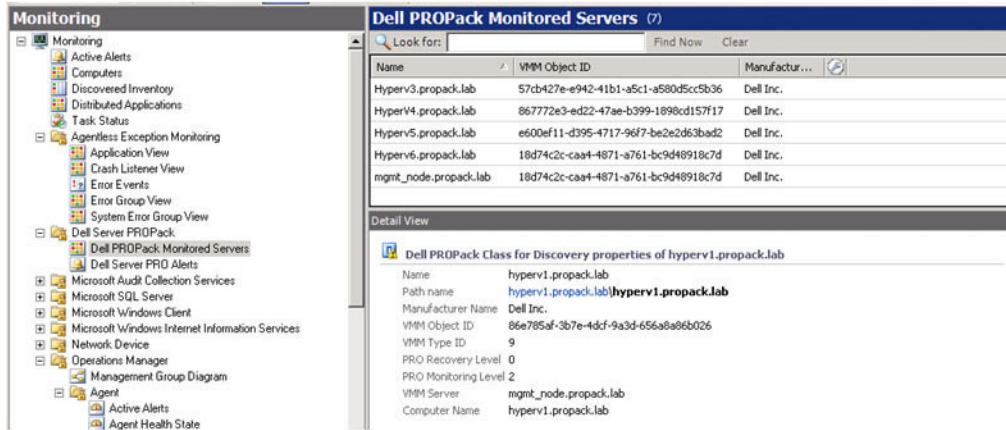 Monitoring
Monitoring
Active Alerts
Computers
Discovered Inventory
Distributed Applications
Task Status
Agentless Exception Monitoring
Application View
Crash Listener View
Error Events
Error Group View
System Error Group View
Dell Server PROPack
Dell PROPack Monitored Servers
Dell Server PRO Alerts
Microsoft Audit Collection Services
Microsoft SQL Server
Microsoft Windows Client
Microsoft Windows Internet Information Services
Network Device
Operations Manager
Management Group Diagram
Agent
Active Alerts
Agent Health State
Dell PROPack Monitored Servers (7)
Look for: Find Now Clear
Name VMM Object ID Manufactur...
Hyperv3.propack.lab 57cb427e-e942-41b1-a5c1-a580d5cc5b36 Dell Inc.
HyperV4.propack.lab 867772e3-ed22-47ae-b399-1898cd157f17 Dell Inc.
Hyperv5.propack.lab e600ef11-d395-4717-96f7-be2e2d63bad2 Dell Inc.
Hyperv6.propack.lab 18d74c2c-caa4-4871-a761-bc9d48918c7d Dell Inc.
mgmt_node.propack.lab 18d74c2c-caa4-4871-a761-bc9d48918c7d Dell Inc.
Detail View
Dell PROPack Class for Discovery properties of hyperv1.propack.lab
Name hyperv1.propack.lab
Path name hyperv1.propack.lab\hyperv1.propack.lab
Manufacturer Name Dell Inc.
VMM Object ID 86e785af-3b7e-4dcf-9a3d-656a8a86b026
VMM Type ID 9
PRO Recovery Level 0
PRO Monitoring Level 2
VMM Server mgmt_node.propack.lab
Computer Name hyperv1.propack.lab